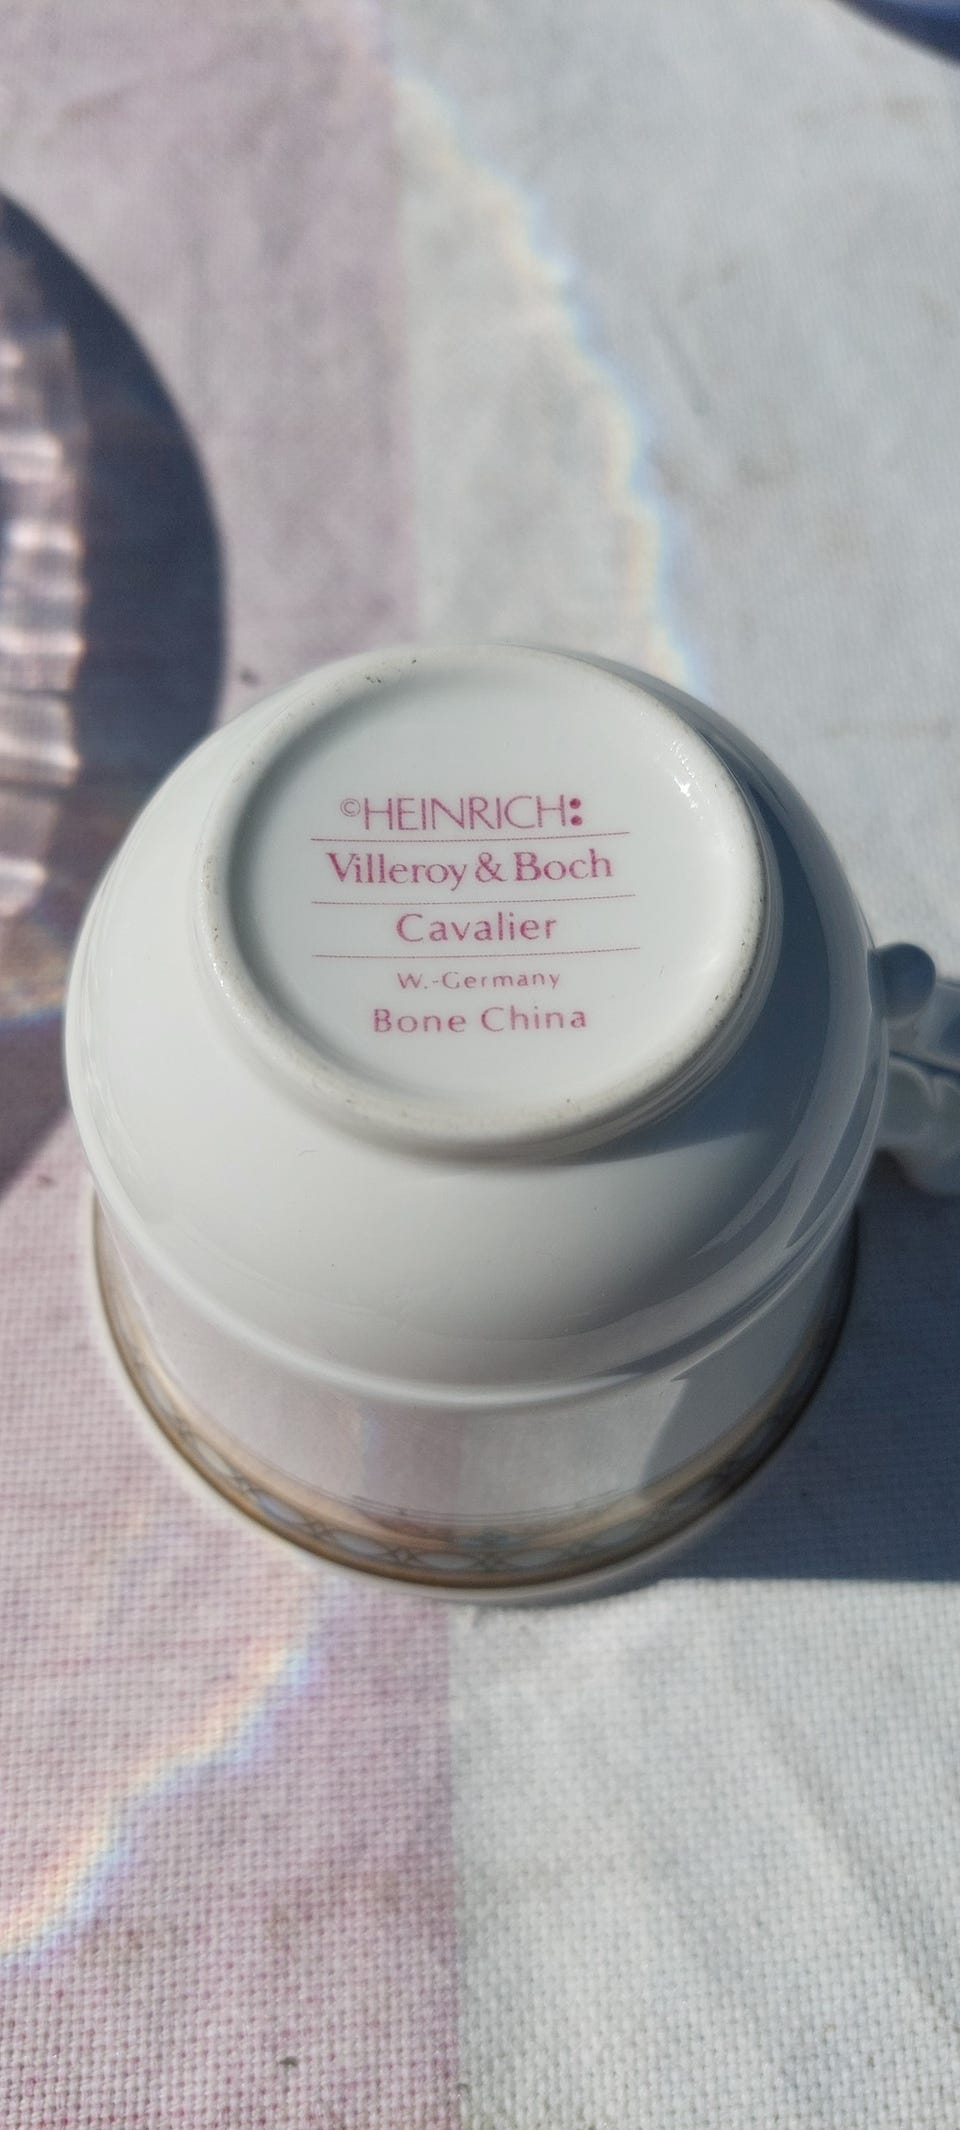 ©HEINRICH:
Villeroy & Boch
Cavalier
W.-Germany
Bone China